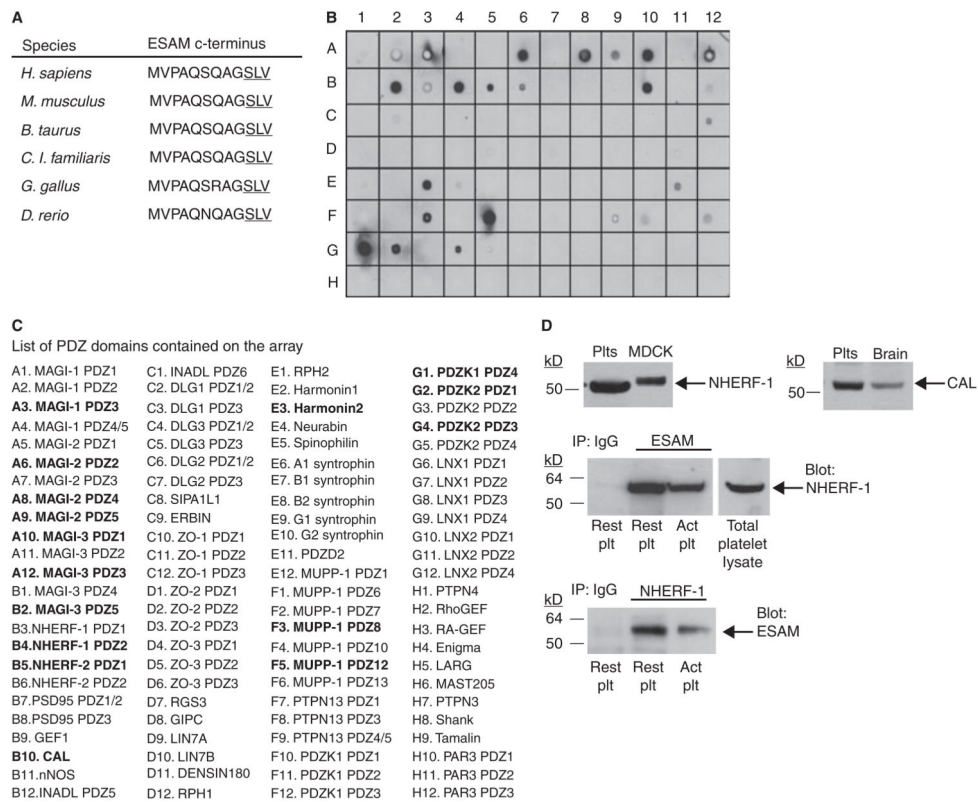 A
Species ESAM c-terminus
H. sapiens MVPAQSQAGSLV
M. musculus MVPAQSQAGSLV
B. taurus MVPAQSQAGSLV
C. l. familiaris MVPAQSQAGSLV
G. gallus MVPAQSRAGSLV
D. rerio MVPAQNQAGSLV
B
1 2 3 4 5 6 7 8 9 10 11 12
A
B
C
D
E
F
G
H
C
List of PDZ domains contained on the array
A1. MAGI-1 PDZ1
A2. MAGI-1 PDZ2
A3. MAGI-1 PDZ3
A4. MAGI-1 PDZ4/5
A5. MAGI-2 PDZ1
A6. MAGI-2 PDZ2
A7. MAGI-2 PDZ3
A8. MAGI-2 PDZ4
A9. MAGI-2 PDZ5
A10. MAGI-3 PDZ1
A11. MAGI-3 PDZ2
A12. MAGI-3 PDZ3
B1. MAGI-3 PDZ4
B2. MAGI-3 PDZ5
B3.NHERF-1 PDZ1
B4.NHERF-1 PDZ2
B5.NHERF-2 PDZ1
B6.NHERF-2 PDZ2
B7.PSD95 PDZ1/2
B8.PSD95 PDZ3
B9. GEF1
B10. CAL
B11.nNOS
B12.INADL PDZ5
C1. INADL PDZ6
C2. DLG1 PDZ1/2
C3. DLG1 PDZ3
C4. DLG3 PDZ1/2
C5. DLG3 PDZ3
C6. DLG2 PDZ1/2
C7. DLG2 PDZ3
C8. SIPA1L1
C9. ERBIN
C10. ZO-1 PDZ1
C11. ZO-1 PDZ2
C12. ZO-1 PDZ3
D1. ZO-2 PDZ1
D2. ZO-2 PDZ2
D3. ZO-2 PDZ3
D4. ZO-3 PDZ1
D5. ZO-3 PDZ2
D6. ZO-3 PDZ3
D7. RGS3
D8. GIPC
D9. LIN7A
D10. LIN7B
D11. DENSIN180
D12. RPH1
E1. RPH2
E2. Harmonin1
E3. Harmonin2
E4. Neurabin
E5. Spinophilin
E6. A1 syntrophin
E7. B1 syntrophin
E8. B2 syntrophin
E9. G1 syntrophin
E10. G2 syntrophin
E11. PDZD2
E12. MUPP-1 PDZ1
F1. MUPP-1 PDZ6
F2. MUPP-1 PDZ7
F3. MUPP-1 PDZ8
F4. MUPP-1 PDZ10
F5. MUPP-1 PDZ12
F6. MUPP-1 PDZ13
F7. PTPN13 PDZ1
F8. PTPN13 PDZ3
F9. PTPN13 PDZ4/5
F10. PDZK1 PDZ1
F11. PDZK1 PDZ2
F12. PDZK1 PDZ3
G1. PDZK1 PDZ4
G2. PDZK2 PDZ1
G3. PDZK2 PDZ2
G4. PDZK2 PDZ3
G5. PDZK2 PDZ4
G6. LNX1 PDZ1
G7. LNX1 PDZ2
G8. LNX1 PDZ3
G9. LNX1 PDZ4
G10. LNX2 PDZ1
G11. LNX2 PDZ2
G12. LNX2 PDZ4
H1. PTPN4
H2. RhoGEF
H3. RA-GEF
H4. Enigma
H5. LARG
H6. MAST205
H7. PTPN3
H8. Shank
H9. Tamalin
H10. PAR3 PDZ1
H11. PAR3 PDZ2
H12. PAR3 PDZ3
D
kD Plts MDCK
50 NHERF-1
kD Plts Brain
50 CAL
IP: IgG ESAM
kD
64
50
Blot:
NHERF-1
Rest plt Rest plt Act plt Total platelet lysate
IP: IgG NHERF-1
kD
64
50
Blot:
ESAM
Rest plt Rest plt Act plt